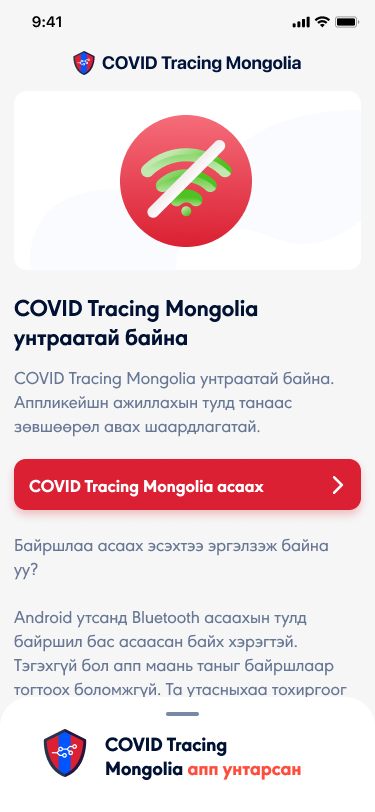 9:41
COVID Tracing Mongolia
COVID Tracing Mongolia
унтраатай байна
COVID Tracing Mongolia унтраатай байна.
Аппликейшн ажиллахын тулд танаас
зөвшөөрөл авах шаардлагатай.
COVID Tracing Mongolia асаах
Байршлаа асаах эсэхтээ эргэлзэж байна
уу?
Android утсанд Bluetooth асаахын тулд
байршил бас асаасан байх хэрэгтэй.
Тэгэхгүй бол апп маань таныг байршлаар
тогтоох боломжгүй. Та утасныхаа тохиргоог
COVID Tracing
Mongolia апп унтарсан